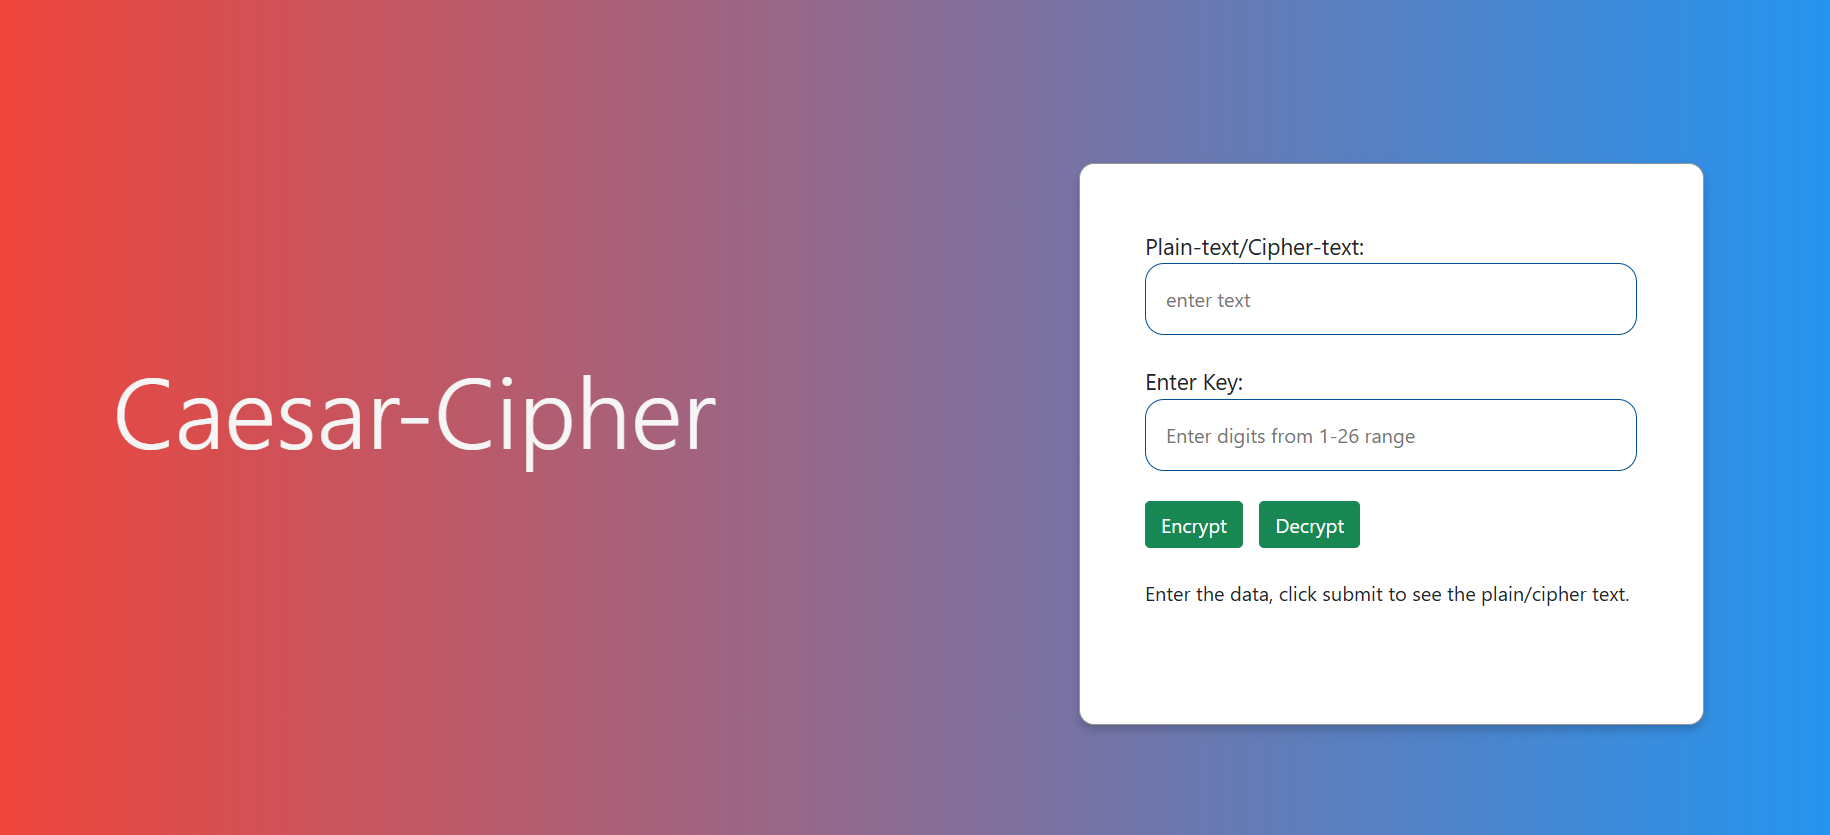 Caesar-Cipher
Plain-text/Cipher-text:
enter text
Enter Key:
Enter digits from 1-26 range
Encrypt Decrypt
Enter the data, click submit to see the plain/cipher text.